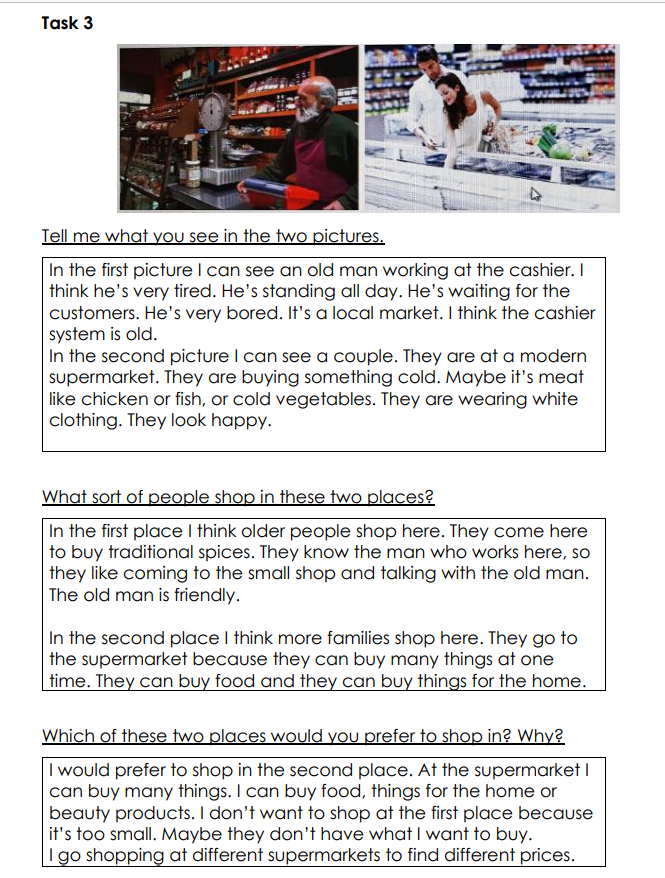 Task 3
Tell me what you see in the two pictures.
In the first picture I can see an old man working at the cashier. I
think he's very tired. He's standing all day. He's waiting for the
customers. He's very bored. It's a local market. I think the cashier
system is old.
In the second picture I can see a couple. They are at a modern
supermarket. They are buying something cold. Maybe it's meat
like chicken or fish, or cold vegetables. They are wearing white
clothing. They look happy.
What sort of people shop in these two places?
In the first place I think older people shop here. They come here
to buy traditional spices. They know the man who works here, so
they like coming to the small shop and talking with the old man.
The old man is friendly.
In the second place I think more families shop here. They go to
the supermarket because they can buy many things at one
time. They can buy food and they can buy things for the home.
Which of these two places would you prefer to shop in? Why?
I would prefer to shop in the second place. At the supermarket I
can buy many things. I can buy food, things for the home or
beauty products. I don't want to shop at the first place because
it's too small. Maybe they don't have what I want to buy.
I go shopping at different supermarkets to find different prices.